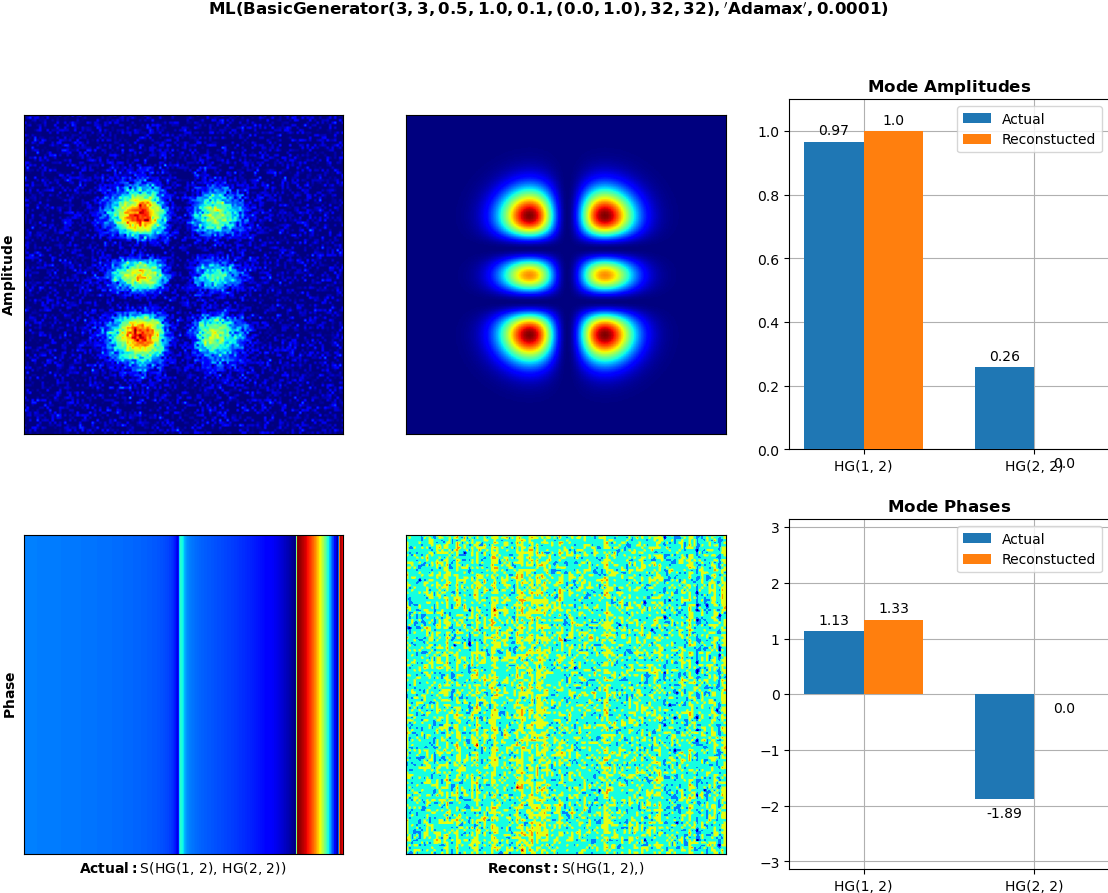 ML(BasicGenerator(3, 3, 0.5, 1.0, 0.1, (0.0, 1.0), 32, 32), ′Adamax′, 0.0001)
Amplitude
Mode Amplitudes
Actual
Reconstucted
1.0
0.8
0.6
0.4
0.2
0.0
0.97
1.0
0.26
0.0
HG(1, 2)
HG(2, 2)
Phase
Actual: S(HG(1, 2), HG(2, 2))
Reconst: S(HG(1, 2),)
Mode Phases
Actual
Reconstucted
3
2
1
0
−1
−2
−3
1.13
1.33
-1.89
0.0
HG(1, 2)
HG(2, 2)